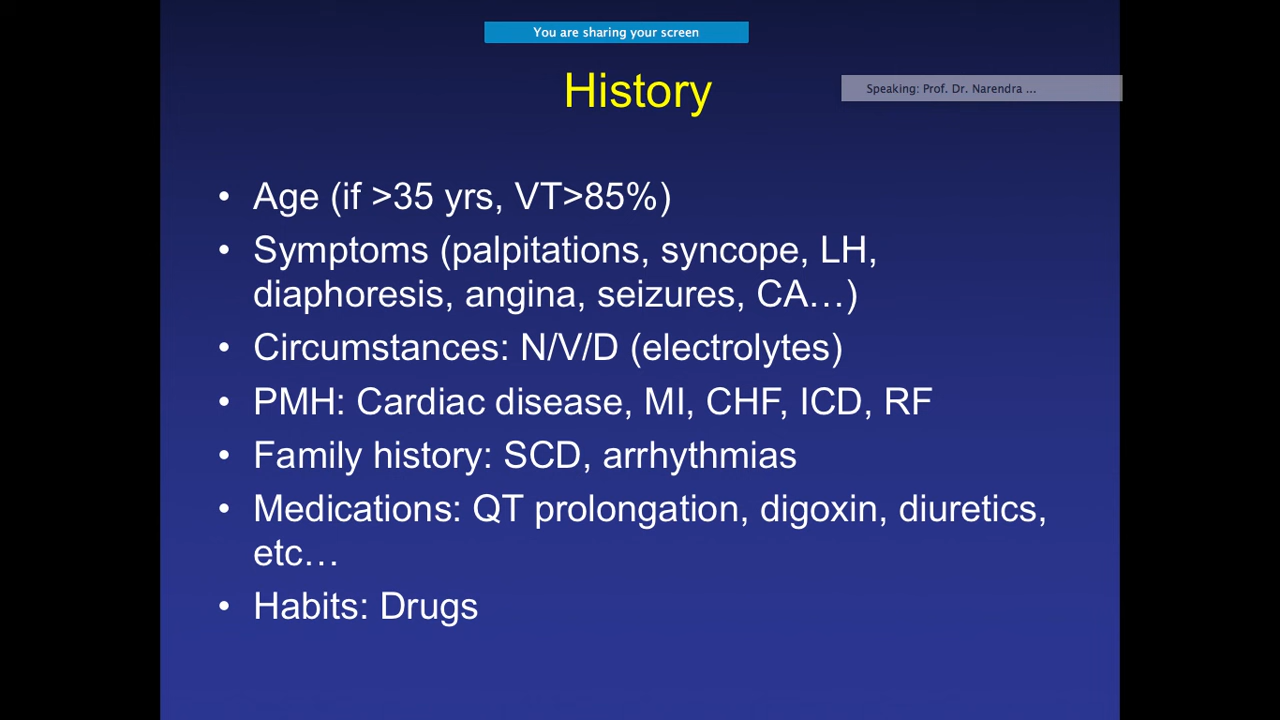 You are sharing your screen
History
Speaking: Prof. Dr. Narendra ...
• Age (if >35 yrs, VT>85%)
• Symptoms (palpitations, syncope, LH,
diaphoresis, angina, seizures, CA…)
• Circumstances: N/V/D (electrolytes)
• PMH: Cardiac disease, MI, CHF, ICD, RF
• Family history: SCD, arrhythmias
• Medications: QT prolongation, digoxin, diuretics,
etc…
• Habits: Drugs